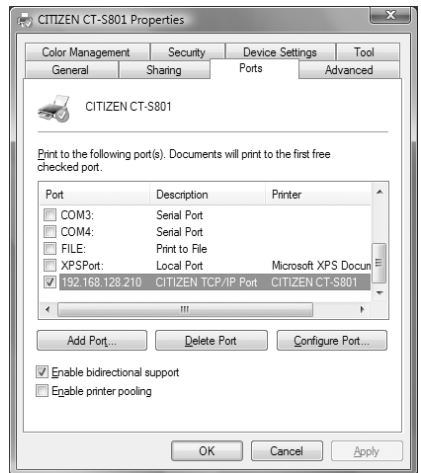 CITIZEN CT-S801 Properties
Color Management Security Device Settings Tool
General Sharing Ports Advanced
CITIZEN CT-S801
Print to the following port(s). Documents will print to the first free
checked port.
Port Description Printer
COM3: Serial Port
COM4: Serial Port
FILE: Print to File
XPSPort: Local Port Microsoft XPS Docun
192.168.128.210 CITIZEN TCP/IP Port CITIZEN CT-S801
Add Port... Delete Port Configure Port...
Enable bidirectional support
Enable printer pooling
OK Cancel Apply